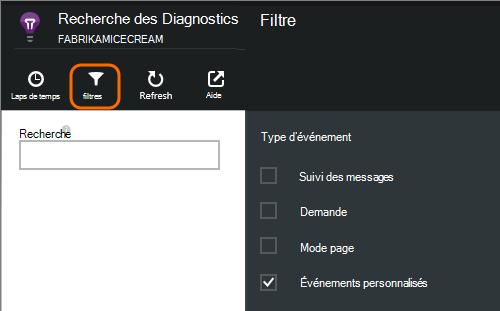 Recherche des Diagnostics
FABRIKAMICECREAM
Laps de temps
filtres
Refresh
Aide
Recherche
Filtre
Type d'événement
Suivi des messages
Demande
Mode page
Événements personnalisés